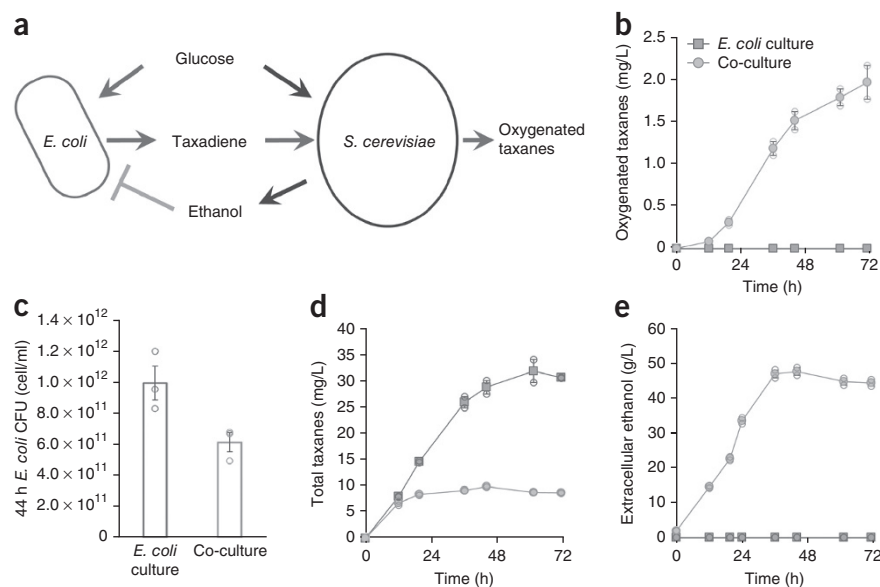 a
Glucose
E. coli
Taxadiene
S. cerevisiae
Oxygenated
taxanes
Ethanol
b
E. coli culture
Co-culture
Oxygenated taxanes (mg/L)
2.5
2.0
1.5
1.0
0.5
0
0 24 48 72
Time (h)
c
44 h E. coli CFU (cell/ml)
1.4 × 10¹²
1.2 × 10¹²
1.0 × 10¹²
8.0 × 10¹¹
6.0 × 10¹¹
4.0 × 10¹¹
2.0 × 10¹¹
0
E. coli
culture
Co-culture
d
Total taxanes (mg/L)
40
35
30
25
20
15
10
5
0
0 24 48 72
Time (h)
e
Extracellular ethanol (g/L)
60
50
40
30
20
10
0
0 24 48 72
Time (h)